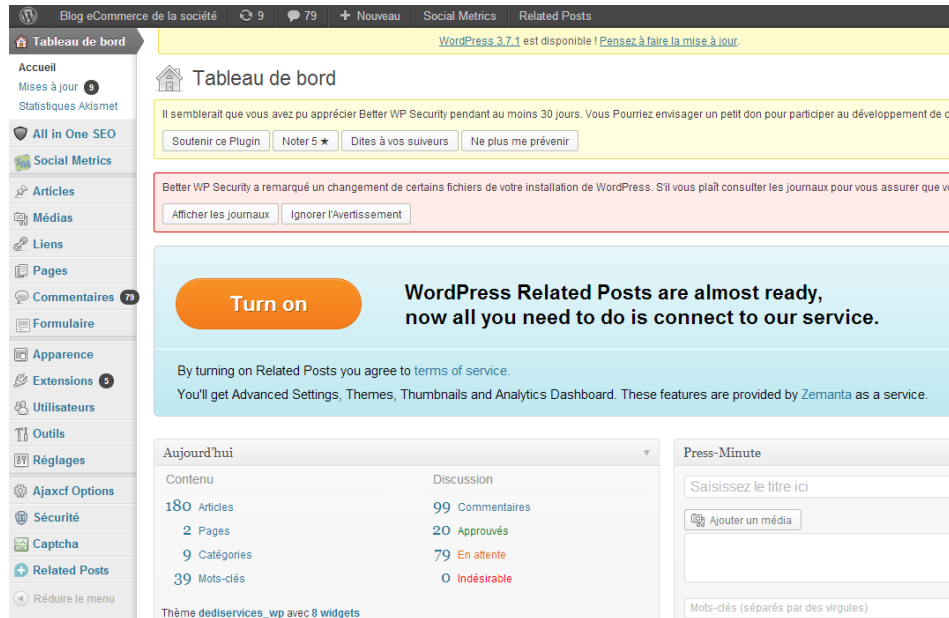 Blog eCommerce de la société 9 79 + Nouveau Social Metrics Related Posts
Tableau de bord
Accueil
Mises à jour 9
Statistiques Akismet
All in One SEO
Social Metrics
Articles
Médias
Liens
Pages
Commentaires 79
Formulaire
Apparence
Extensions 5
Utilisateurs
Outils
Réglages
Ajaxcf Options
Sécurité
Captcha
Related Posts
Réduire le menu
WordPress 3.7.1 est disponible ! Pensez à faire la mise à jour.
Tableau de bord
Il semblerait que vous avez pu apprécier Better WP Security pendant au moins 30 jours. Vous Pourriez envisager un petit don pour participer au développement de
Soutenir ce Plugin Noter 5★ Dites à vos suiveurs Ne plus me prévenir
Better WP Security a remarqué un changement de certains fichiers de votre installation de WordPress. S'il vous plaît consulter les journaux pour vous assurer que
Afficher les journaux Ignorer l'Avertissement
Turn on
WordPress Related Posts are almost ready,
now all you need to do is connect to our service.
By turning on Related Posts you agree to terms of service.
You'll get Advanced Settings, Themes, Thumbnails and Analytics Dashboard. These features are provided by Zemanta as a service.
Aujourd'hui
Contenu Discussion
180 Articles 99 Commentaires
2 Pages 20 Approuvés
9 Catégories 79 En attente
39 Mots-clés 0 Indésirable
Thème dediservices_wp avec 8 widgets
Press-Minute
Saisissez le titre ici
Ajouter un média
Mots-clés (séparés par des virgules)